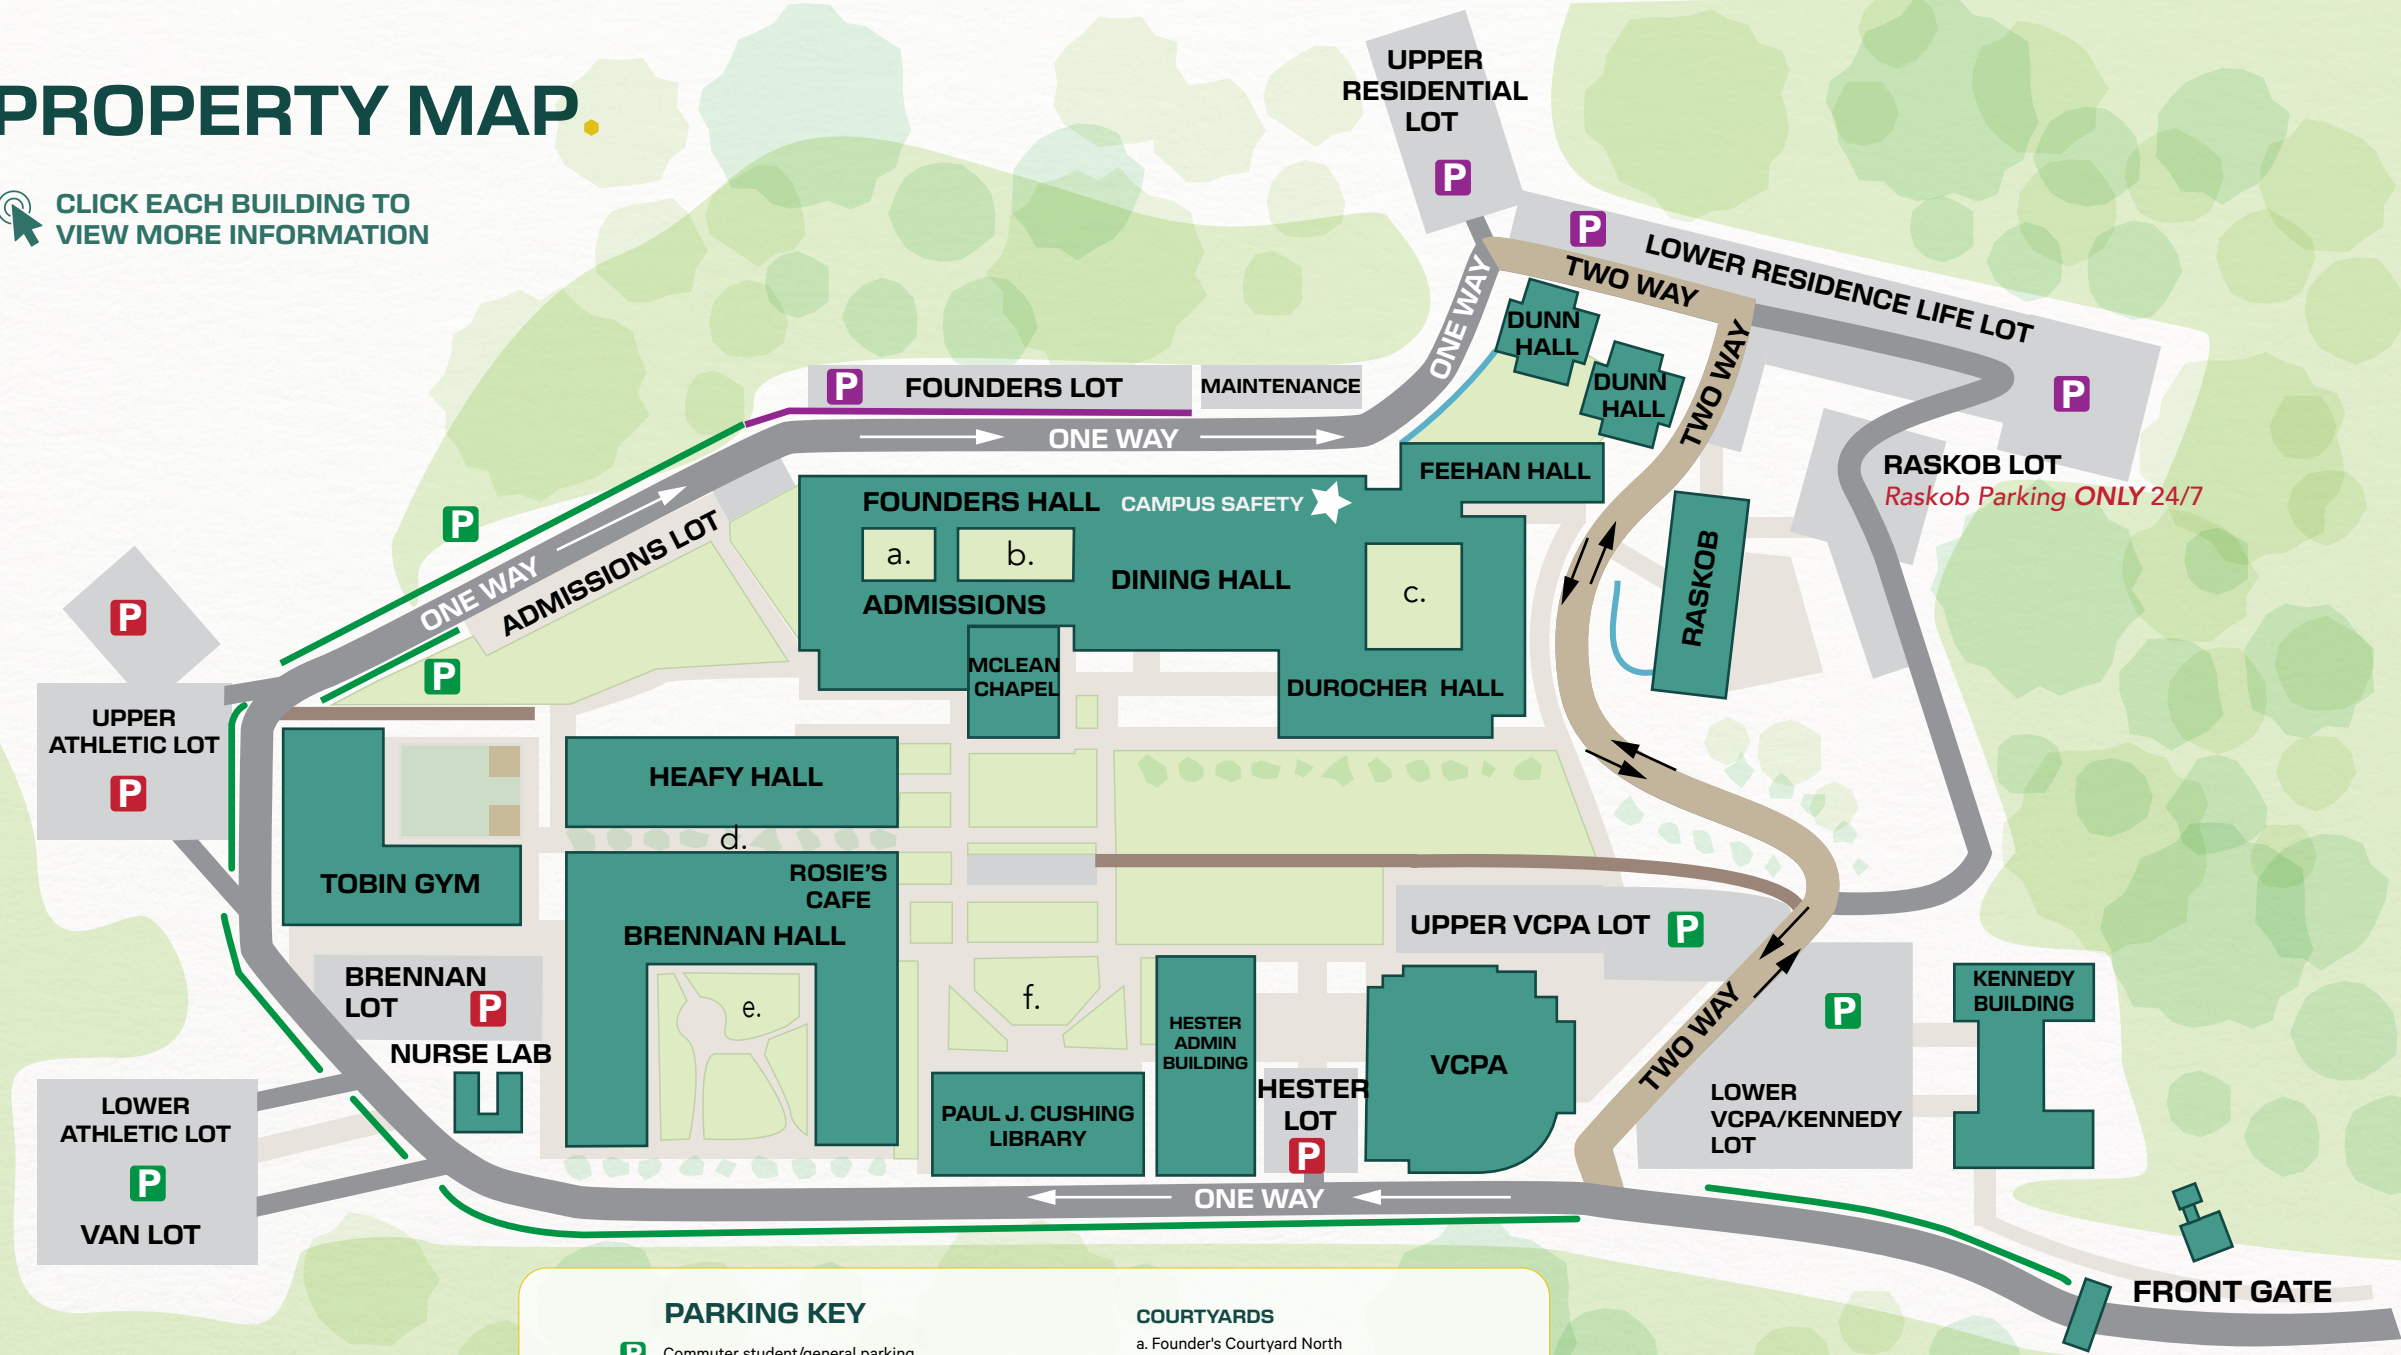 PROPERTY MAP.
CLICK EACH BUILDING TO
VIEW MORE INFORMATION
UPPER
RESIDENTIAL
LOT
P
P
LOWER RESIDENCE LIFE LOT
TWO WAY
ONE WAY
DUNN
HALL
DUNN
HALL
TWO WAY
P
P
FOUNDERS LOT
MAINTENANCE
ONE WAY
RASKOB LOT
Raskob Parking ONLY 24/7
FEEHAN HALL
FOUNDERS HALL
CAMPUS SAFETY
P
ONE WAY
ADMISSIONS LOT
a.
b.
c.
DINING HALL
ADMISSIONS
RASKOB
P
P
MCLEAN
CHAPEL
DUROCHER HALL
UPPER
ATHLETIC LOT
P
HEAFY HALL
d.
TOBIN GYM
ROSIE'S
CAFE
BRENNAN HALL
UPPER VCPA LOT
P
BRENNAN
LOT
P
e.
f.
KENNEDY
BUILDING
P
HESTER
ADMIN
BUILDING
VCPA
TWO WAY
NURSE LAB
HESTER
LOT
P
LOWER
VCPA/KENNEDY
LOT
PAUL J. CUSHING
LIBRARY
LOWER
ATHLETIC LOT
P
VAN LOT
ONE WAY
FRONT GATE
PARKING KEY
P
Commuter student/general parking
COURTYARDS
a. Founder's Courtyard North